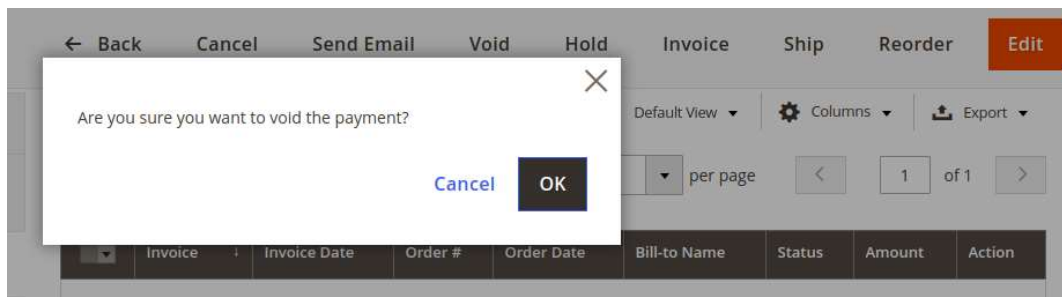 ← Back Cancel Send Email Void Hold Invoice Ship Reorder Edit
Are you sure you want to void the payment?
Default View Columns Export
Cancel OK
per page 1 of 1
Invoice ↓ Invoice Date Order # Order Date Bill-to Name Status Amount Action